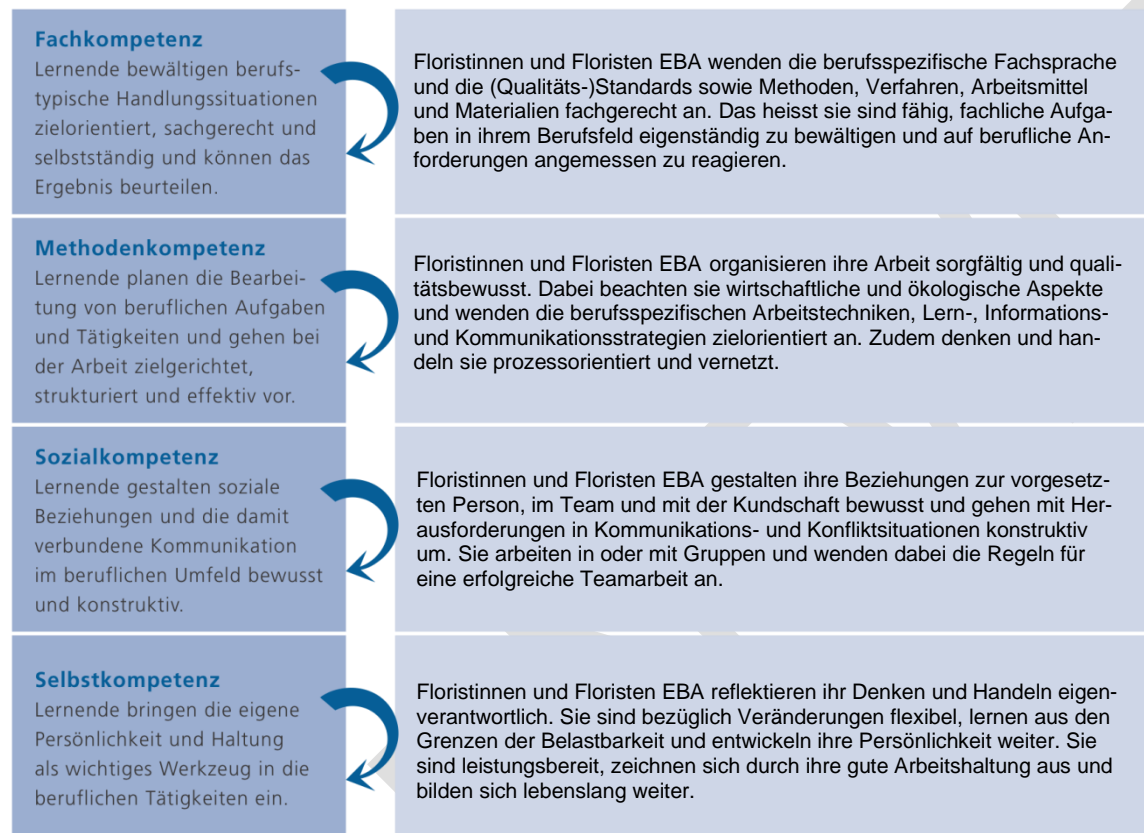 Fachkompetenz
Lernende bewältigen berufs-
typische Handlungssituationen
zielorientiert, sachgerecht und
selbstständig und können das
Ergebnis beurteilen.
Floristinnen und Floristen EBA wenden die berufsspezifische Fachsprache
und die (Qualitäts-)Standards sowie Methoden, Verfahren, Arbeitsmittel
und Materialien fachgerecht an. Das heisst sie sind fähig, fachliche Aufga-
ben in ihrem Berufsfeld eigenständig zu bewältigen und auf berufliche An-
forderungen angemessen zu reagieren.
Methodenkompetenz
Lernende planen die Bearbei-
tung von beruflichen Aufgaben
und Tätigkeiten und gehen bei
der Arbeit zielgerichtet,
strukturiert und effektiv vor.
Floristinnen und Floristen EBA organisieren ihre Arbeit sorgfältig und quali-
tätsbewusst. Dabei beachten sie wirtschaftliche und ökologische Aspekte
und wenden die berufsspezifischen Arbeitstechniken, Lern-, Informations-
und Kommunikationsstrategien zielorientiert an. Zudem denken und han-
deln sie prozessorientiert und vernetzt.
Sozialkompetenz
Lernende gestalten soziale
Beziehungen und die damit
verbundene Kommunikation
im beruflichen Umfeld bewusst
und konstruktiv.
Floristinnen und Floristen EBA gestalten ihre Beziehungen zur vorgesetz-
ten Person, im Team und mit der Kundschaft bewusst und gehen mit Her-
ausforderungen in Kommunikations- und Konfliktsituationen konstruktiv
um. Sie arbeiten in oder mit Gruppen und wenden dabei die Regeln für
eine erfolgreiche Teamarbeit an.
Selbstkompetenz
Lernende bringen die eigene
Persönlichkeit und Haltung
als wichtiges Werkzeug in die
beruflichen Tätigkeiten ein.
Floristinnen und Floristen EBA reflektieren ihr Denken und Handeln eigen-
verantwortlich. Sie sind bezüglich Veränderungen flexibel, lernen aus den
Grenzen der Belastbarkeit und entwickeln ihre Persönlichkeit weiter. Sie
sind leistungsbereit, zeichnen sich durch ihre gute Arbeitshaltung aus und
bilden sich lebenslang weiter.